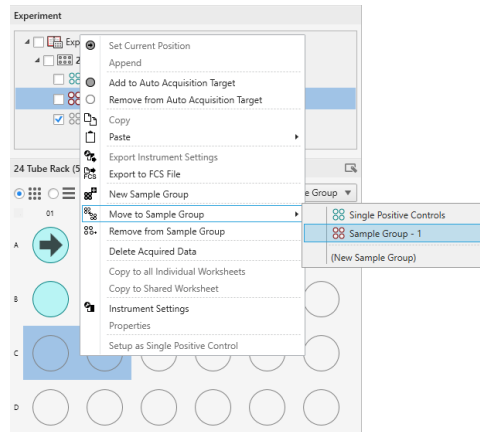 Experiment
Exp
Set Current Position
Append
2
Add to Auto Acquisition Target
Remove from Auto Acquisition Target
Copy
Paste
Export Instrument Settings
24 Tube Rack (5
FCS
Export to FCS File
New Sample Group
e Group
01
Move to Sample Group
Single Positive Controls
A
Remove from Sample Group
Sample Group - 1
Delete Acquired Data
(New Sample Group)
Copy to all Individual Worksheets
Copy to Shared Worksheet
B
Instrument Settings
Properties
Setup as Single Positive Control
C
D